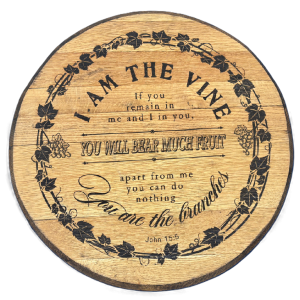 I AM THE VINE
If you
remain in
me and I in you,
YOU WILL BEAR MUCH FRUIT
apart from me
you can do
nothing
You are the branches
John 15:5